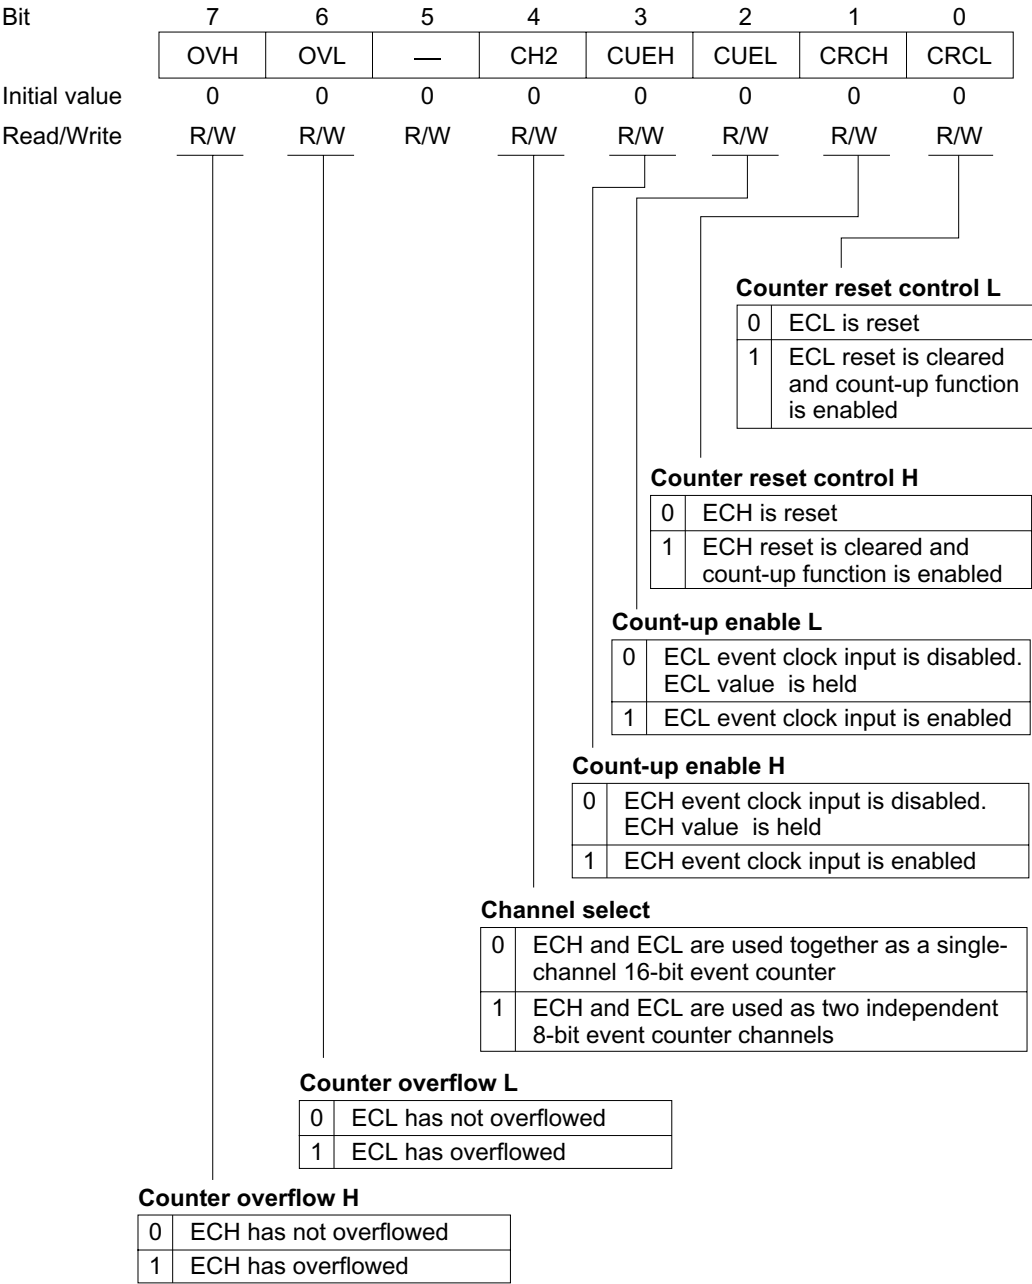 Bit 7 6 5 4 3 2 1 0
OVH OVL — CH2 CUEH CUEL CRCH CRCL
Initial value 0 0 0 0 0 0 0 0
Read/Write R/W R/W R/W R/W R/W R/W R/W R/W
Counter reset control L
0 ECL is reset
1 ECL reset is cleared
and count-up function
is enabled
Counter reset control H
0 ECH is reset
1 ECH reset is cleared and
count-up function is enabled
Count-up enable L
0 ECL event clock input is disabled.
ECL value is held
1 ECL event clock input is enabled
Count-up enable H
0 ECH event clock input is disabled.
ECH value is held
1 ECH event clock input is enabled
Channel select
0 ECH and ECL are used together as a single-
channel 16-bit event counter
1 ECH and ECL are used as two independent
8-bit event counter channels
Counter overflow L
0 ECL has not overflowed
1 ECL has overflowed
Counter overflow H
0 ECH has not overflowed
1 ECH has overflowed